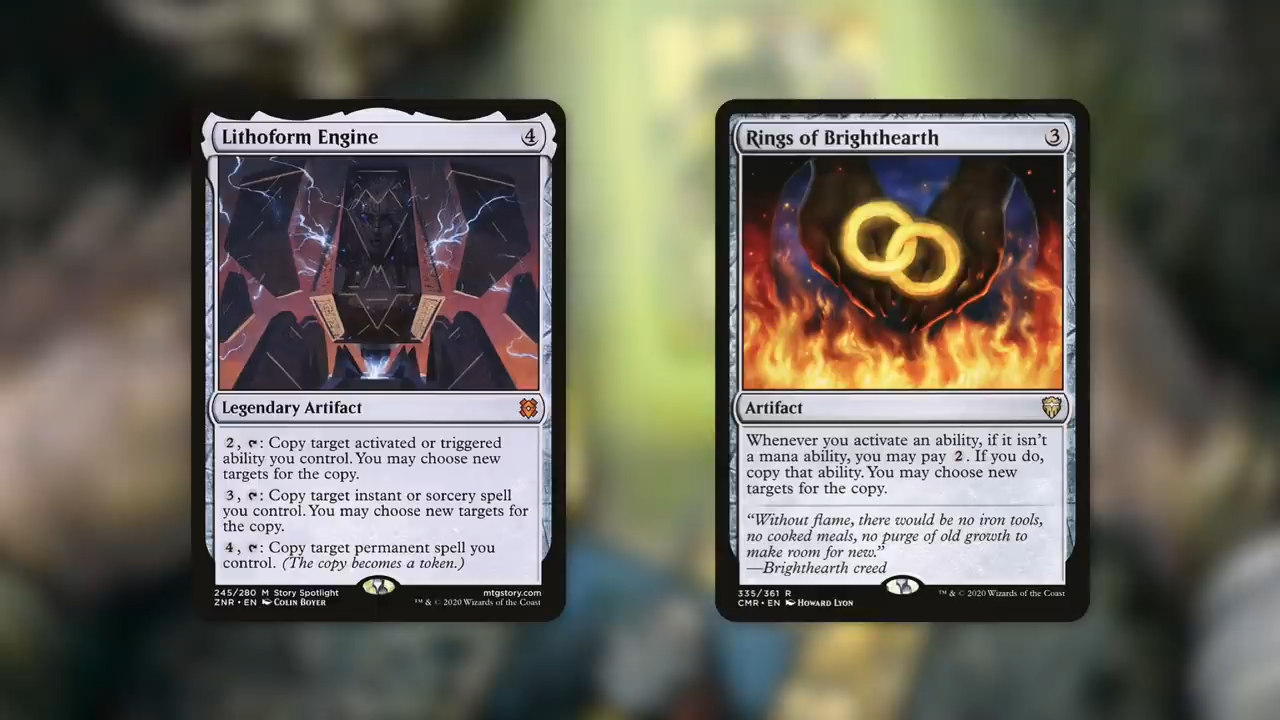 Lithoform Engine 4
Legendary Artifact
2, T: Copy target activated or triggered
ability you control. You may choose new
targets for the copy.
3, T: Copy target instant or sorcery spell
you control. You may choose new targets for
the copy.
4, T: Copy target permanent spell you
control. (The copy becomes a token.)
245/280 M Story Spotlight mtgstory.com
ZNR • EN Colin Boyer ™ & © 2020 Wizards of the Coast
Rings of Brighthearth 3
Artifact
Whenever you activate an ability, if it isn't
a mana ability, you may pay 2. If you do,
copy that ability. You may choose new
targets for the copy.
"Without flame, there would be no iron tools,
no cooked meals, no purge of old growth to
make room for new."
—Brighthearth creed
335/361 R
CMR • EN Howard Lyon ™ & © 2020 Wizards of the Coast